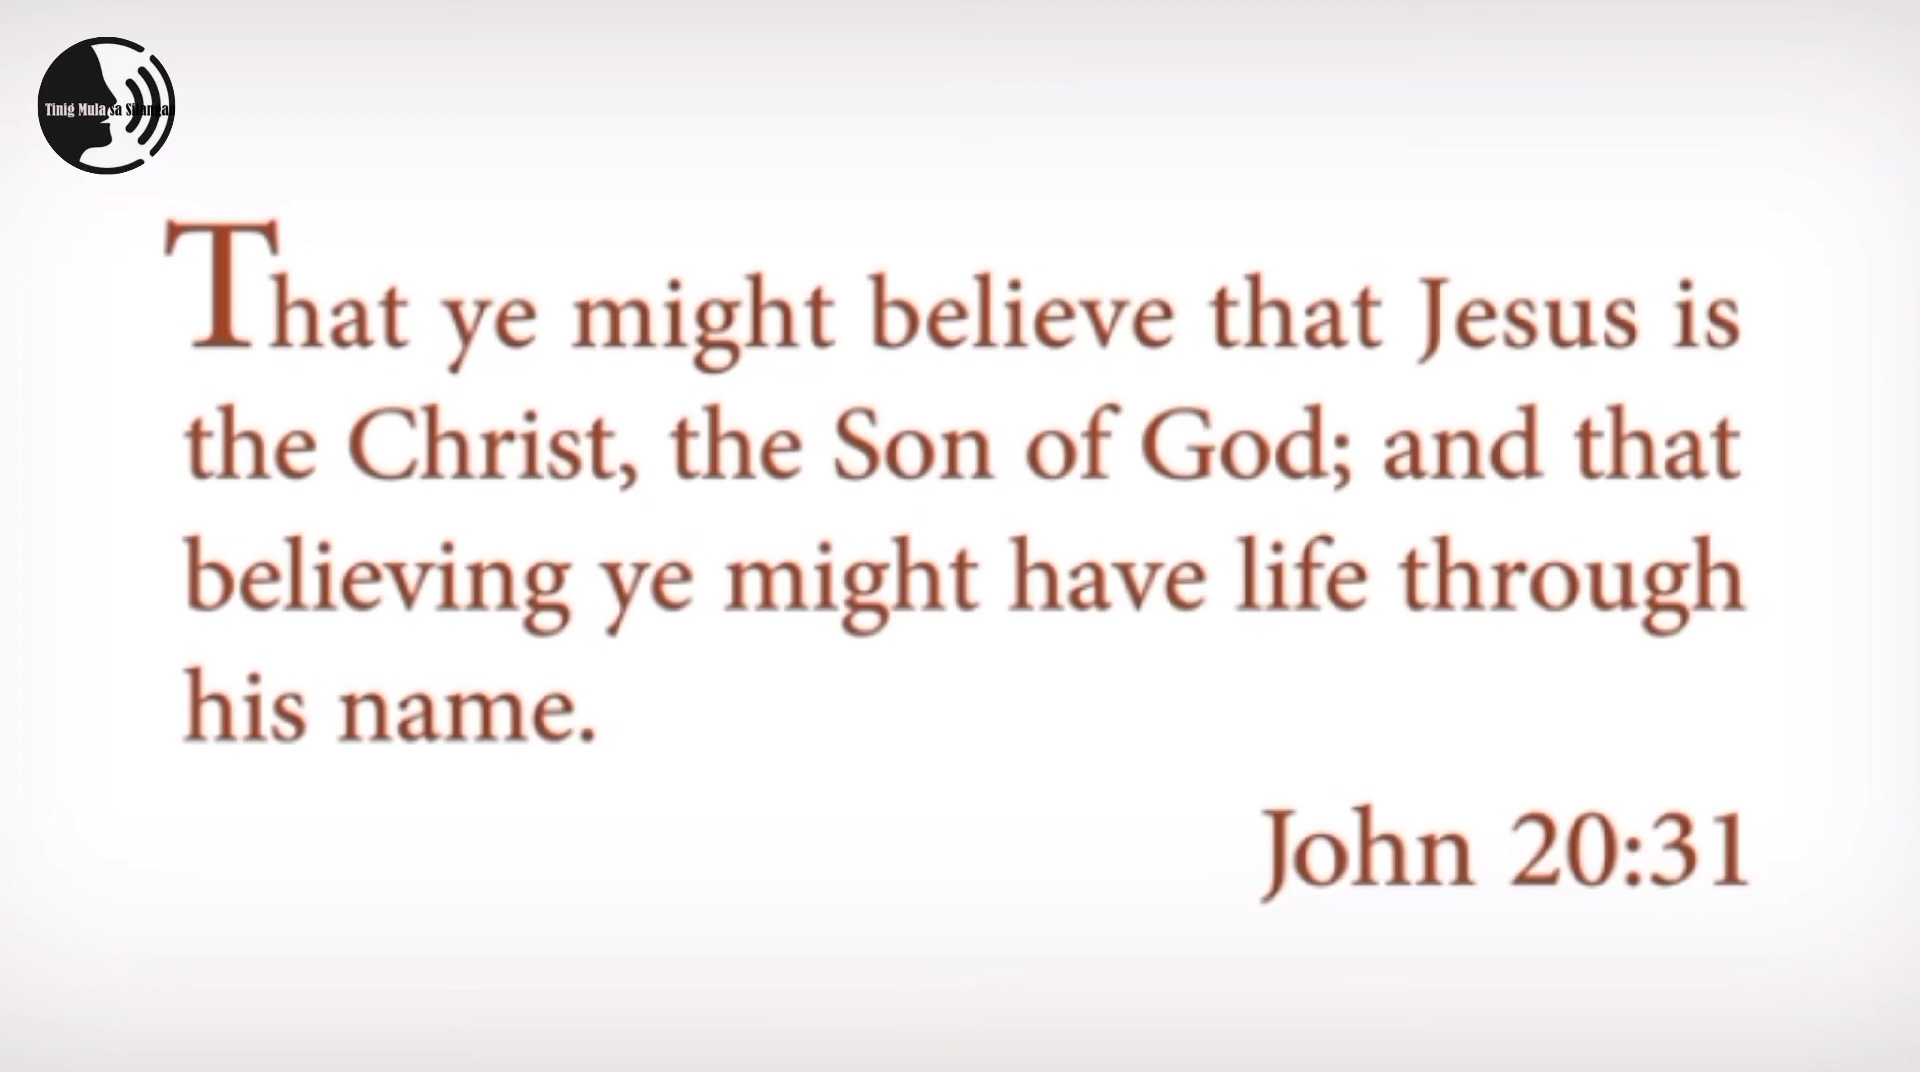 Tinig Mula sa Silangan
That ye might believe that Jesus is
the Christ, the Son of God; and that
believing ye might have life through
his name.
John 20:31